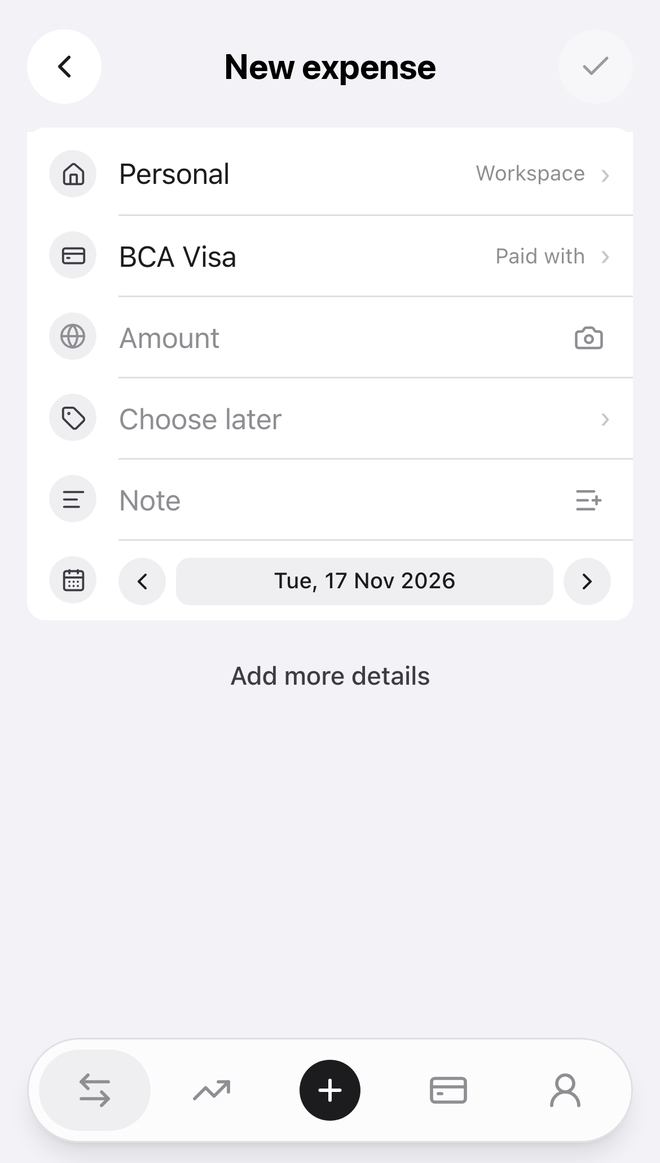 New expense
Personal
Workspace
BCA Visa
Paid with
Amount
Choose later
Note
Tue, 17 Nov 2026
Add more details